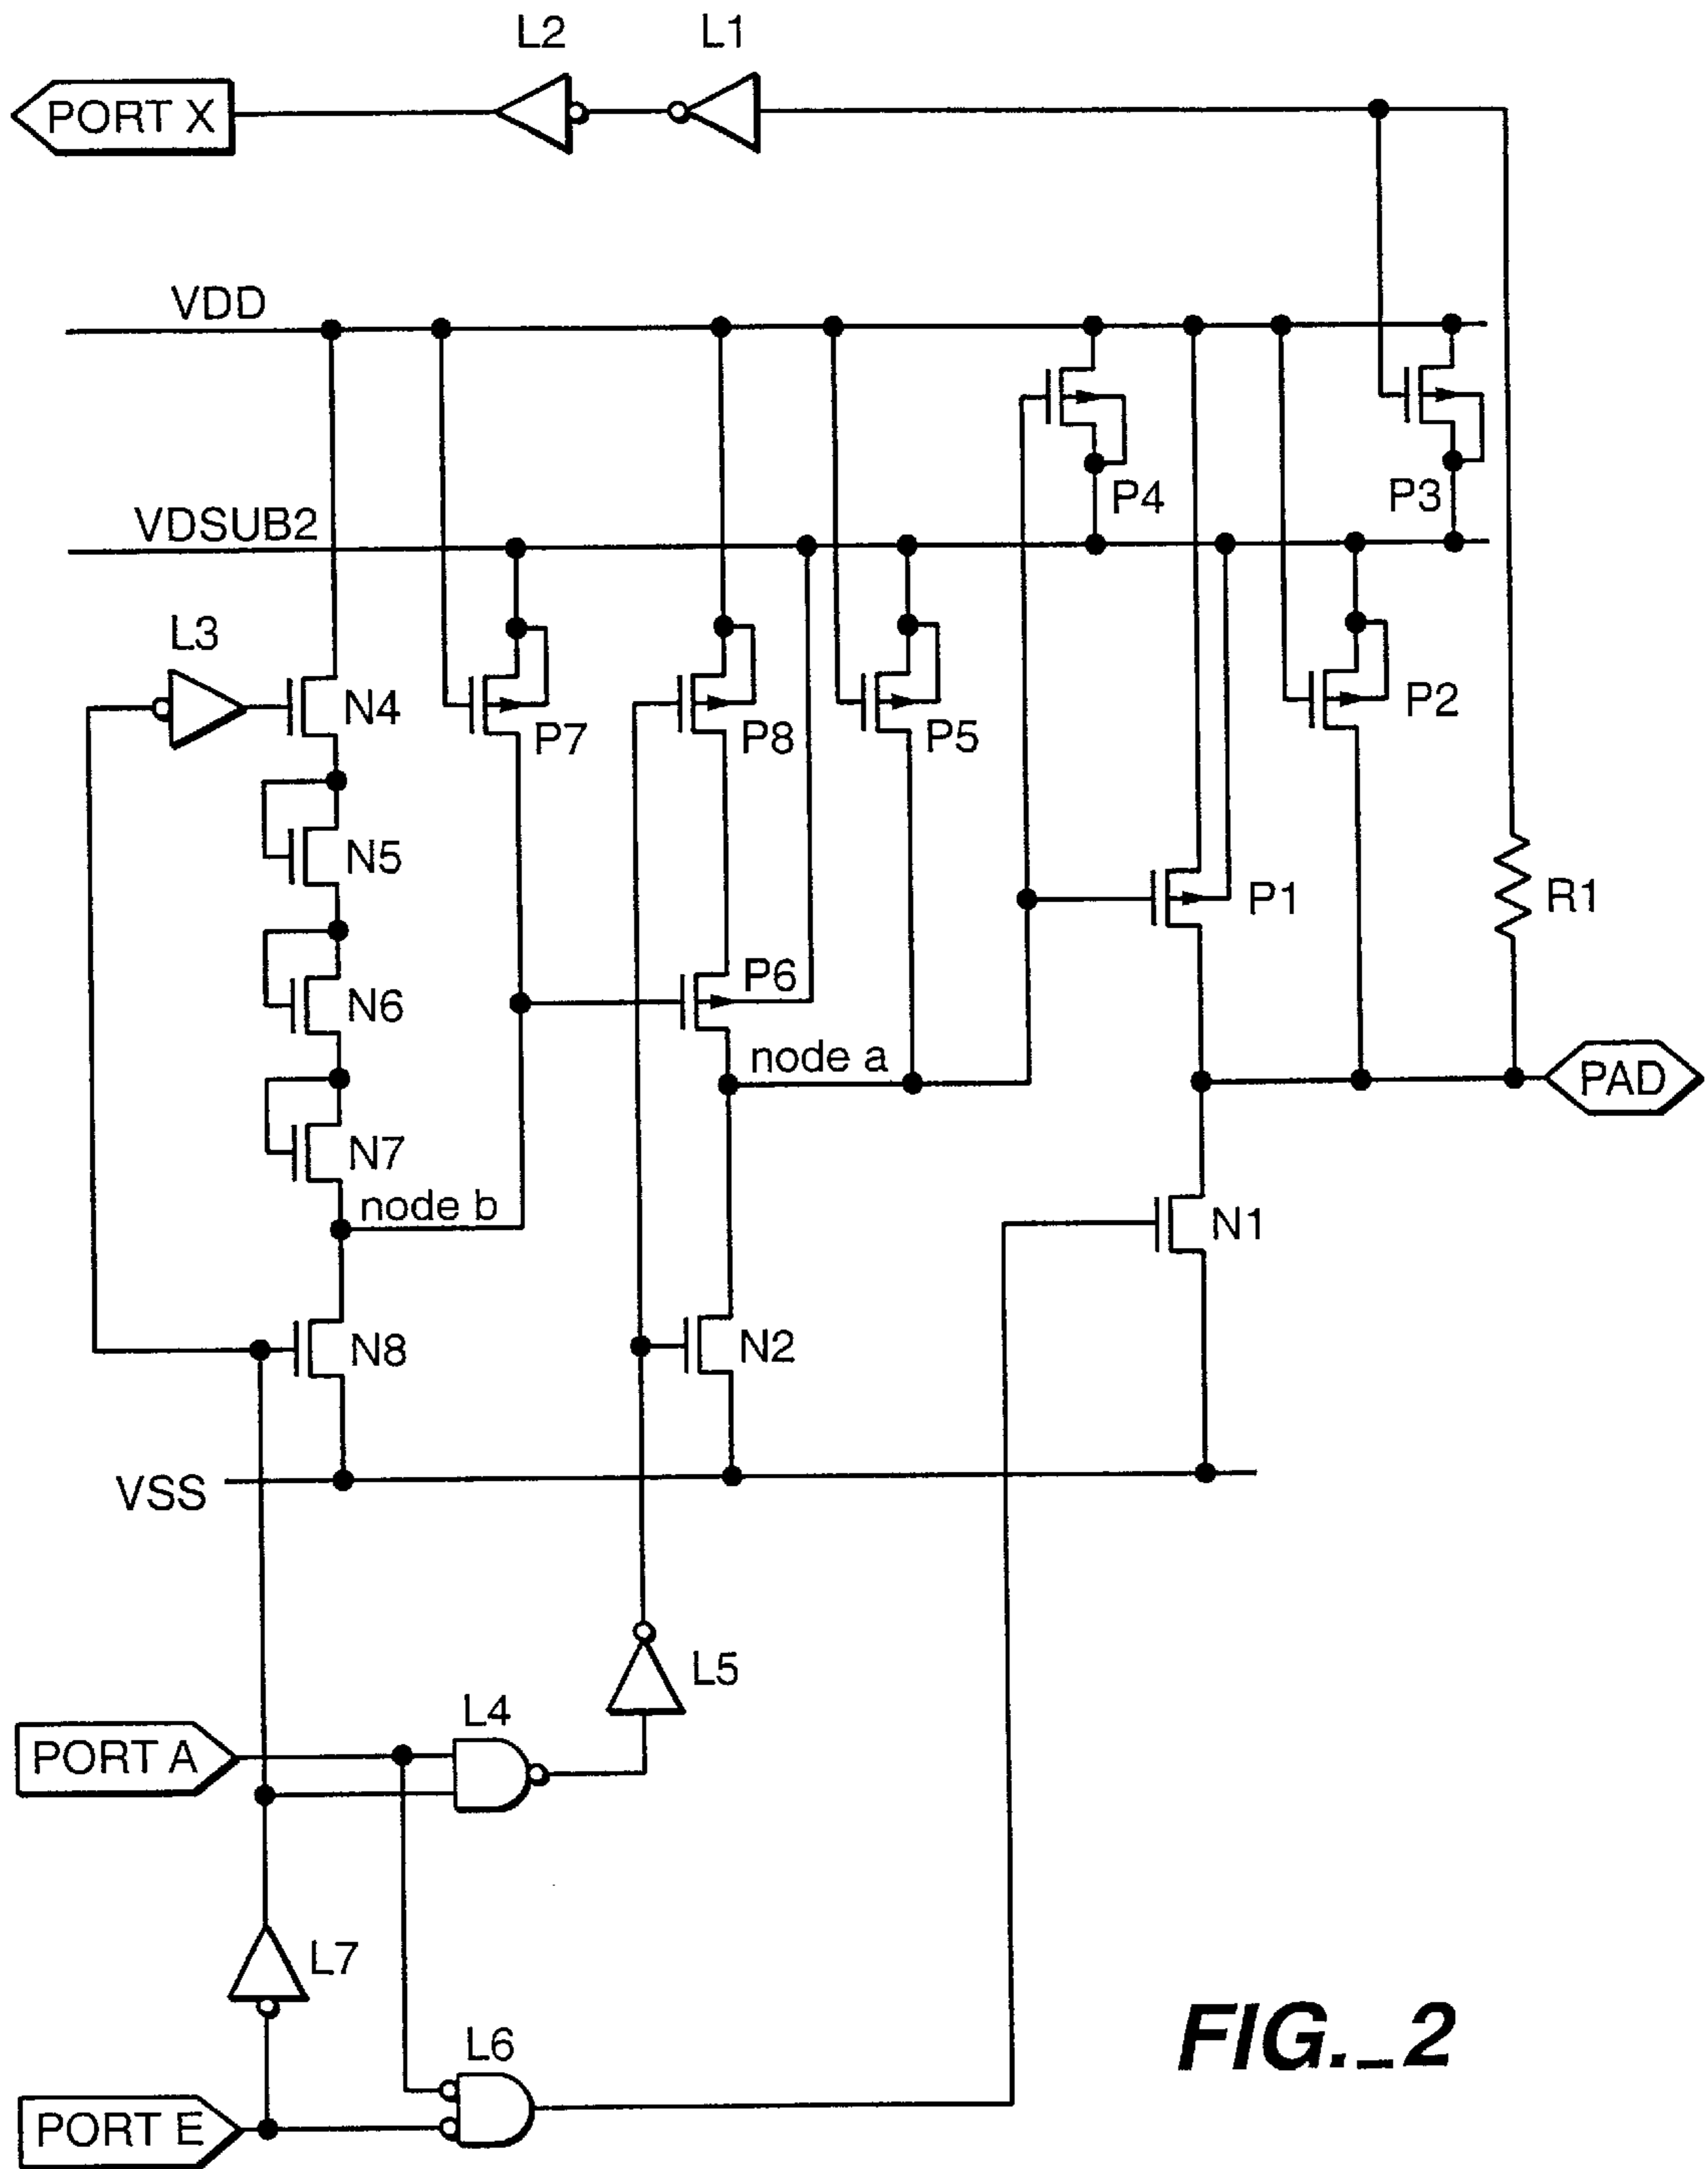 L2
L1
PORT X
VDD
P4
P3
VDSUB2
L3
N4
P7
P8
P5
P2
N5
P1
R1
N6
P6
node a
PAD
N7
node b
N1
N8
N2
VSS
L5
L4
PORT A
L7
L6
PORT E
FIG._2